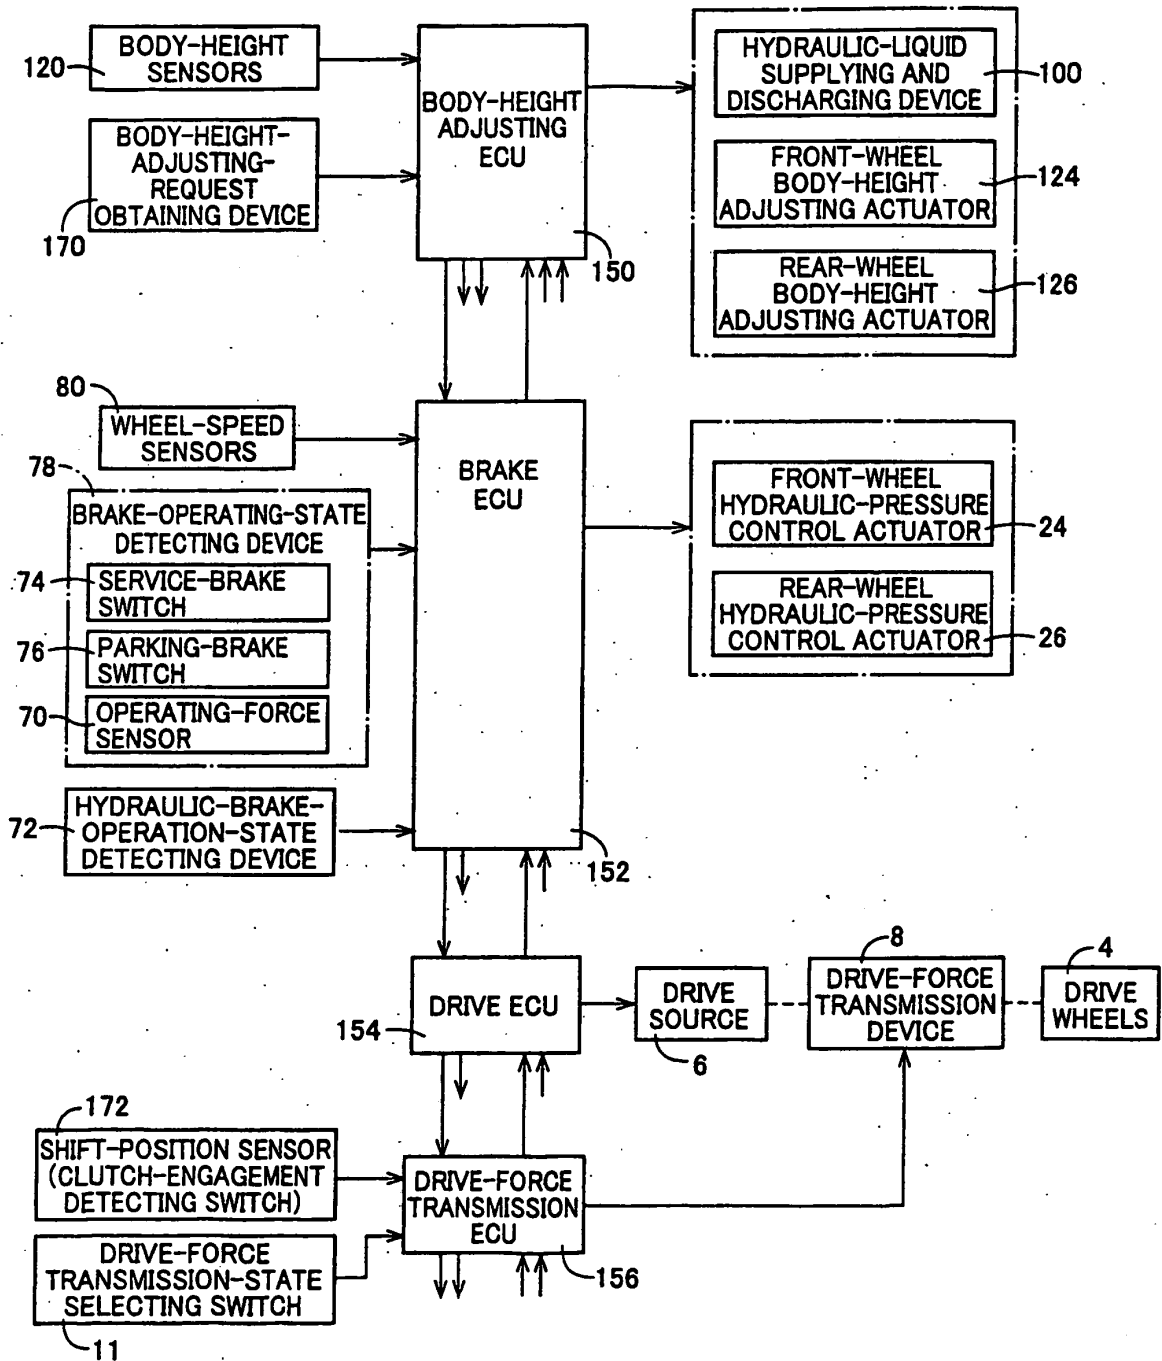 BODY-HEIGHT
SENSORS
120
BODY-HEIGHT-
ADJUSTING-
REQUEST
OBTAINING DEVICE
170
BODY-HEIGHT
ADJUSTING
ECU
150
HYDRAULIC-LIQUID
SUPPLYING AND
DISCHARGING DEVICE
100
FRONT-WHEEL
BODY-HEIGHT
ADJUSTING ACTUATOR
124
REAR-WHEEL
BODY-HEIGHT
ADJUSTING ACTUATOR
126
80
WHEEL-SPEED
SENSORS
78
BRAKE-OPERATING-STATE
DETECTING DEVICE
74
SERVICE-BRAKE
SWITCH
76
PARKING-BRAKE
SWITCH
70
OPERATING-FORCE
SENSOR
72
HYDRAULIC-BRAKE-
OPERATION-STATE
DETECTING DEVICE
BRAKE
ECU
152
FRONT-WHEEL
HYDRAULIC-PRESSURE
CONTROL ACTUATOR
24
REAR-WHEEL
HYDRAULIC-PRESSURE
CONTROL ACTUATOR
26
DRIVE ECU
154
DRIVE
SOURCE
6
8
DRIVE-FORCE
TRANSMISSION
DEVICE
4
DRIVE
WHEELS
172
SHIFT-POSITION SENSOR
(CLUTCH-ENGAGEMENT
DETECTING SWITCH)
DRIVE-FORCE
TRANSMISSION
ECU
156
DRIVE-FORCE
TRANSMISSION-STATE
SELECTING SWITCH
11